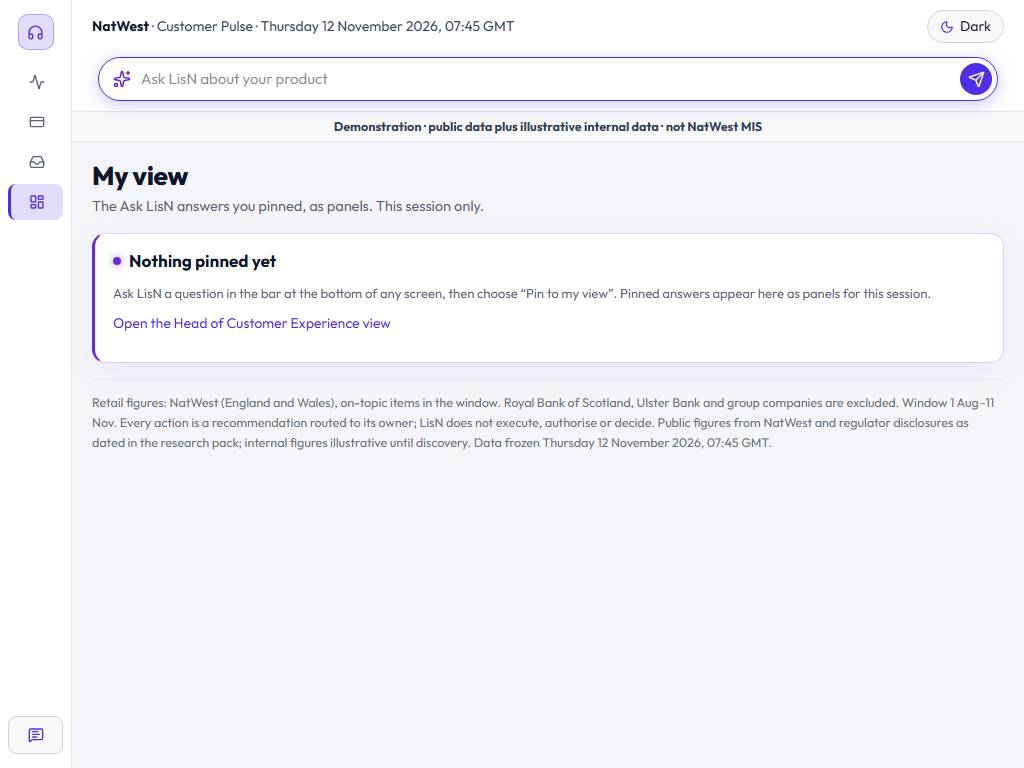 NatWest · Customer Pulse · Thursday 12 November 2026, 07:45 GMT
Dark
Ask LisN about your product
Demonstration · public data plus illustrative internal data · not NatWest MIS
My view
The Ask LisN answers you pinned, as panels. This session only.
Nothing pinned yet
Ask LisN a question in the bar at the bottom of any screen, then choose “Pin to my view”. Pinned answers appear here as panels for this session.
Open the Head of Customer Experience view
Retail figures: NatWest (England and Wales), on-topic items in the window. Royal Bank of Scotland, Ulster Bank and group companies are excluded. Window 1 Aug–11
Nov. Every action is a recommendation routed to its owner; LisN does not execute, authorise or decide. Public figures from NatWest and regulator disclosures as
dated in the research pack; internal figures illustrative until discovery. Data frozen Thursday 12 November 2026, 07:45 GMT.